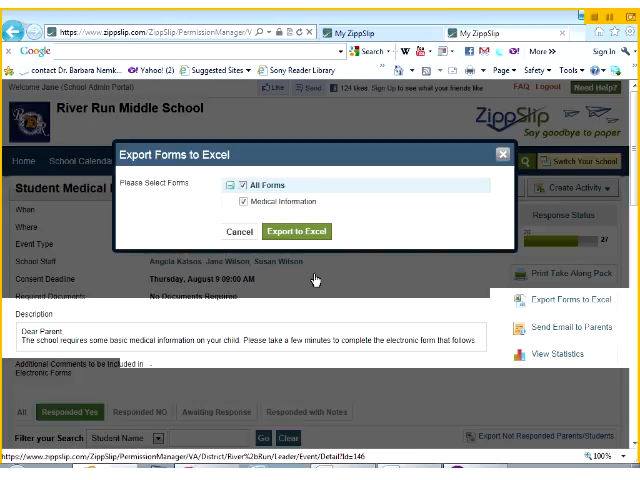 https://www.zippslip.com/ZippSlip/PermissionManager/V
My ZippSlip
My ZippSlip
Google
Search
More >>
Sign In
contact Dr. Barbara Nemk...
Yahoo! (2)
Suggested Sites
Sony Reader Library
Page
Safety
Tools
Welcome Jane (School Admin Portal)
Like
Send
124 likes. Sign Up to see what your friends like
FAQ Logout
Need Help?
River Run Middle School
ZippSlip
Say goodbye to paper
Home
School Calenda
Switch Your School
Export Forms to Excel
Please Select Forms
All Forms
Medical Information
Cancel
Export to Excel
Student Medical
Create Activity
When
Where
Event Type
School Staff
Angela Katsos, Jane Wilson, Susan Wilson
Consent Deadline
Thursday, August 9 09:00 AM
Required Documents
No Documents Required
Response Status
20
27
Print Take Along Pack
Export Forms to Excel
Send Email to Parents
View Statistics
Description
Dear Parent,
The school requires some basic medical information on your child. Please take a few minutes to complete the electronic form that follows
Additional Comments to be Included in
Electronic Forms
-
All
Responded Yes
Responded NO
Awaiting Response
Responded with Notes
Filter your Search
Student Name
Go
Clear
Export Not Responded Parents/Students
https://www.zippslip.com/ZippSlip/PermissionManager/VA/District/River%2bRun/Leader/Event/Detail?Id=146
100%